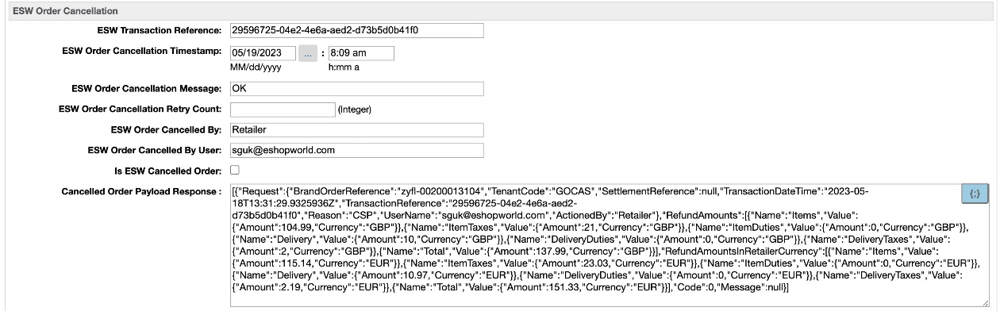 ESW Order Cancellation
ESW Transaction Reference: 29596725-04e2-4e6a-aed2-d73b5d0b41f0
ESW Order Cancellation Timestamp: 05/19/2023 ... : 8:09 am
MM/dd/yyyy h:mm a
ESW Order Cancellation Message: OK
ESW Order Cancellation Retry Count: (Integer)
ESW Order Cancelled By: Retailer
ESW Order Cancelled By User: sguk@eshopworld.com
Is ESW Cancelled Order:
Cancelled Order Payload Response : [{"Request":{"BrandOrderReference":"zyfl-00200013104","TenantCode":"GOCAS","SettlementReference":null,"TransactionDateTime":"2023-05-
18T13:31:29.9325936Z","TransactionReference":"29596725-04e2-4e6a-aed2-
d73b5d0b41f0","Reason":"CSP","UserName":"sguk@eshopworld.com","ActionedBy":"Retailer"},"RefundAmounts":[{"Name":"Items","Value":
{"Amount":104.99,"Currency":"GBP"}},{"Name":"ItemTaxes","Value":{"Amount":21,"Currency":"GBP"}},{"Name":"ItemDuties","Value":{"Amount":0,"Currency":"GBP"}},
{"Name":"Delivery","Value":{"Amount":10,"Currency":"GBP"}},{"Name":"DeliveryDuties","Value":{"Amount":0,"Currency":"GBP"}},{"Name":"DeliveryTaxes","Value":
{"Amount":2,"Currency":"GBP"}},{"Name":"Total","Value":{"Amount":137.99,"Currency":"GBP"}}],"RefundAmountsInRetailerCurrency":[{"Name":"Items","Value":
{"Amount":115.14,"Currency":"EUR"}},{"Name":"ItemTaxes","Value":{"Amount":23.03,"Currency":"EUR"}},{"Name":"ItemDuties","Value":{"Amount":0,"Currency":"EUR"}},
{"Name":"Delivery","Value":{"Amount":10.97,"Currency":"EUR"}},{"Name":"DeliveryDuties","Value":{"Amount":0,"Currency":"EUR"}},{"Name":"DeliveryTaxes","Value":
{"Amount":2.19,"Currency":"EUR"}},{"Name":"Total","Value":{"Amount":151.33,"Currency":"EUR"}}],"Code":0,"Message":null}]
{;}